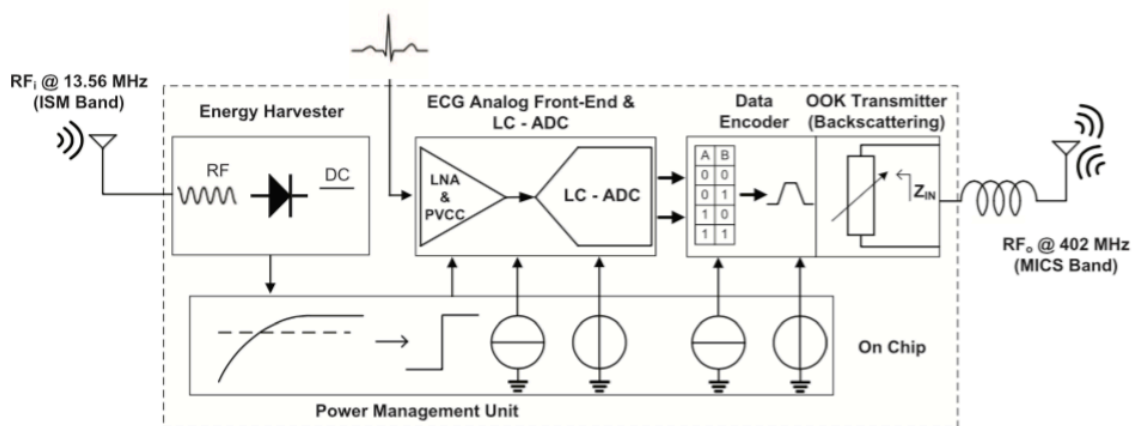 RFᵢ @ 13.56 MHz
(ISM Band)
Energy Harvester
RF
DC
ECG Analog Front-End &
LC - ADC
LNA
&
PVCC
LC - ADC
Data
Encoder
A B
0 0
0 1
1 0
1 1
OOK Transmitter
(Backscattering)
Z_IN
RFₒ @ 402 MHz
(MICS Band)
On Chip
Power Management Unit